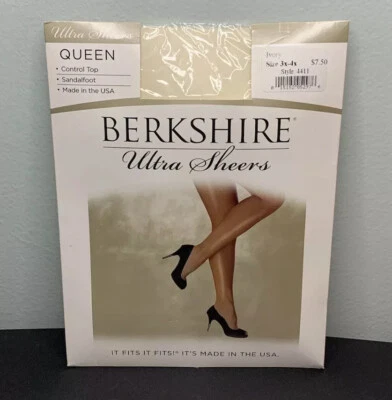 Ultra Sheers
QUEEN
• Control Top
• Sandalfoot
• Made in the USA
Ivory
Size 3x-4x $7.50
Style 4411
BERKSHIRE
Ultra Sheers
IT FITS IT FITS!® IT'S MADE IN THE USA.